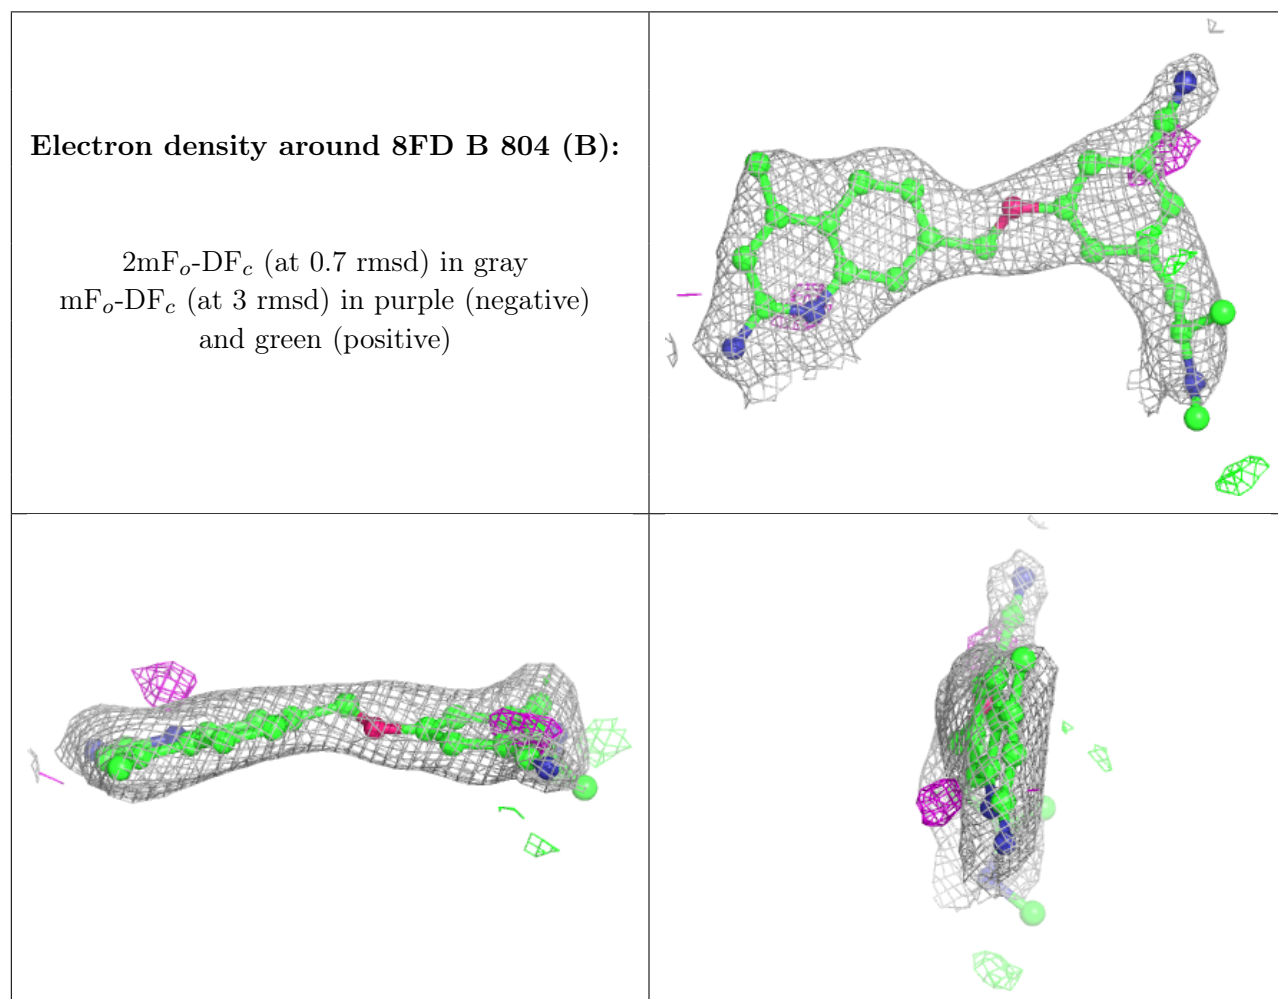 Electron density around 8FD B 804 (B):
2mFo-DFc (at 0.7 rmsd) in gray
mFo-DFc (at 3 rmsd) in purple (negative)
and green (positive)